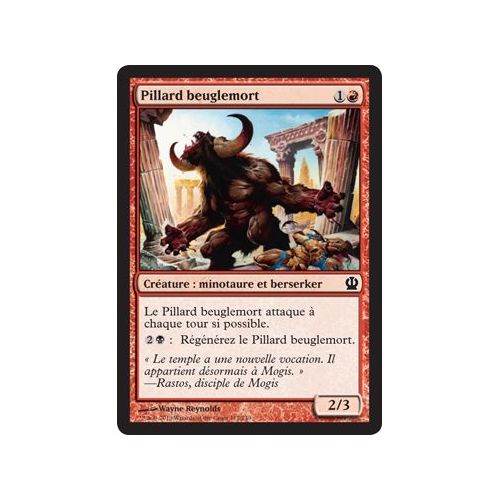 Pillard beuglemort 1
Créature : minotaure et berserker
Le Pillard beuglemort attaque à
chaque tour si possible.
2 : Régénérez le Pillard beuglemort.
« Le temple a une nouvelle vocation. Il
appartient désormais à Mogis. »
—Rastos, disciple de Mogis
Wayne Reynolds
2/3